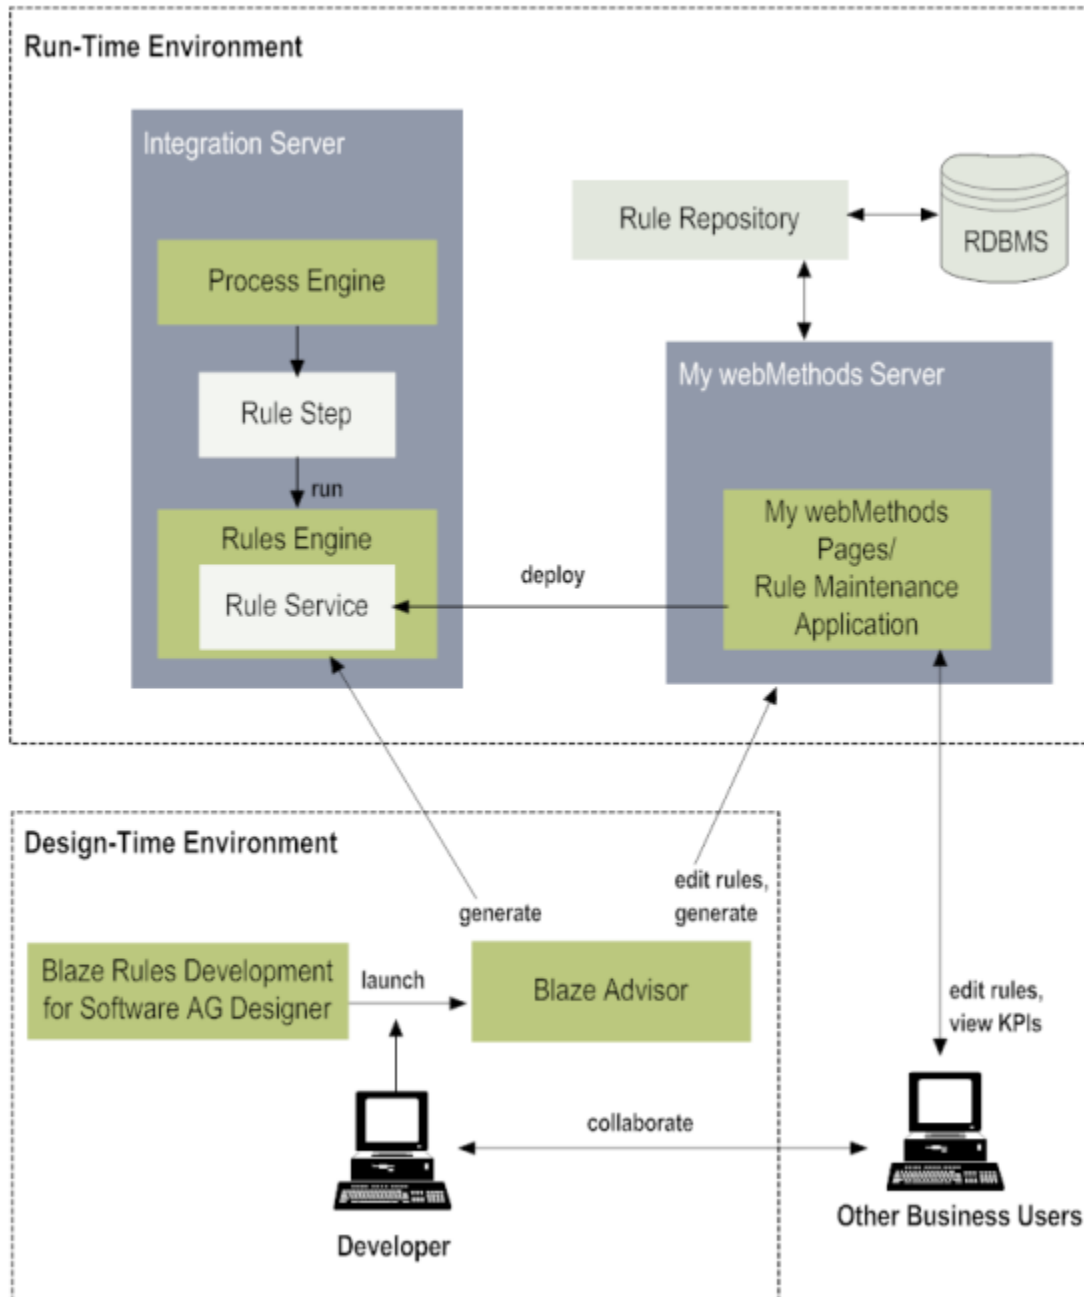 Run-Time Environment
Integration Server
Process Engine
Rule Step
run
Rules Engine
Rule Service
Rule Repository
RDBMS
My webMethods Server
My webMethods
Pages/
Rule Maintenance
Application
deploy
Design-Time Environment
generate
edit rules,
generate
Blaze Rules Development
for Software AG Designer
launch
Blaze Advisor
edit rules,
view KPIs
collaborate
Developer
Other Business Users